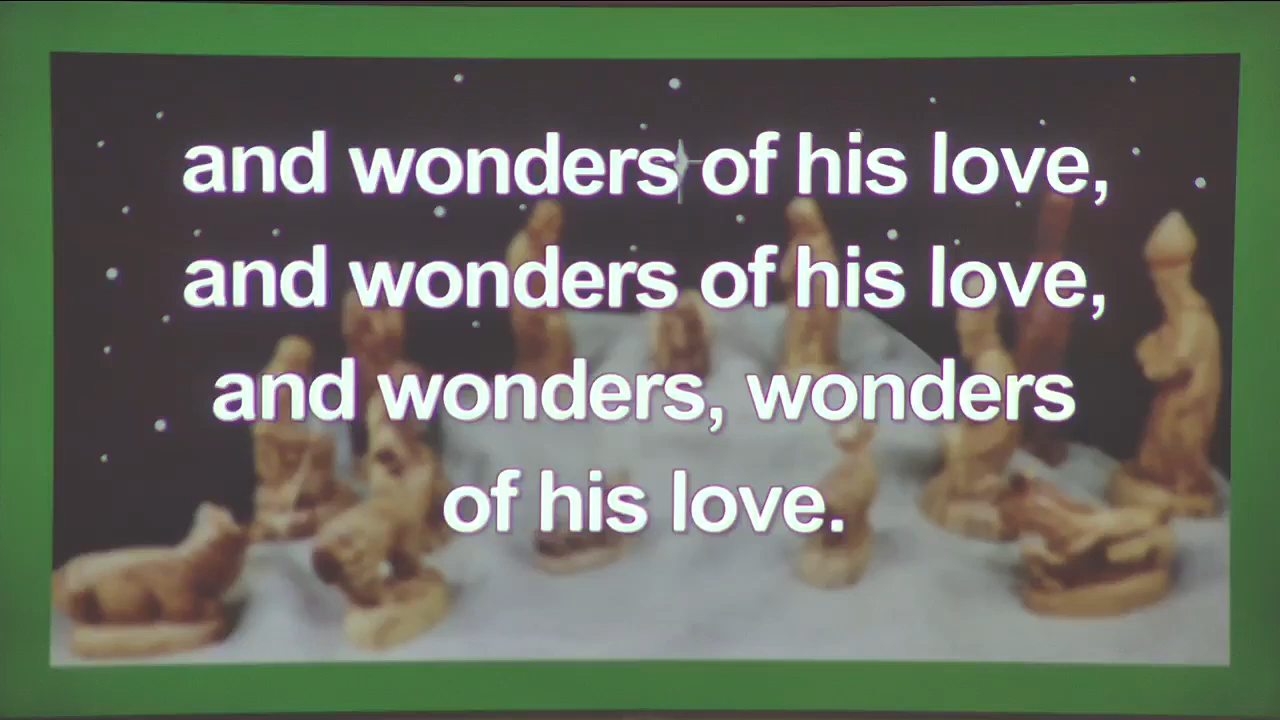 and wonders of his love,
and wonders of his love,
and wonders, wonders
of his love.